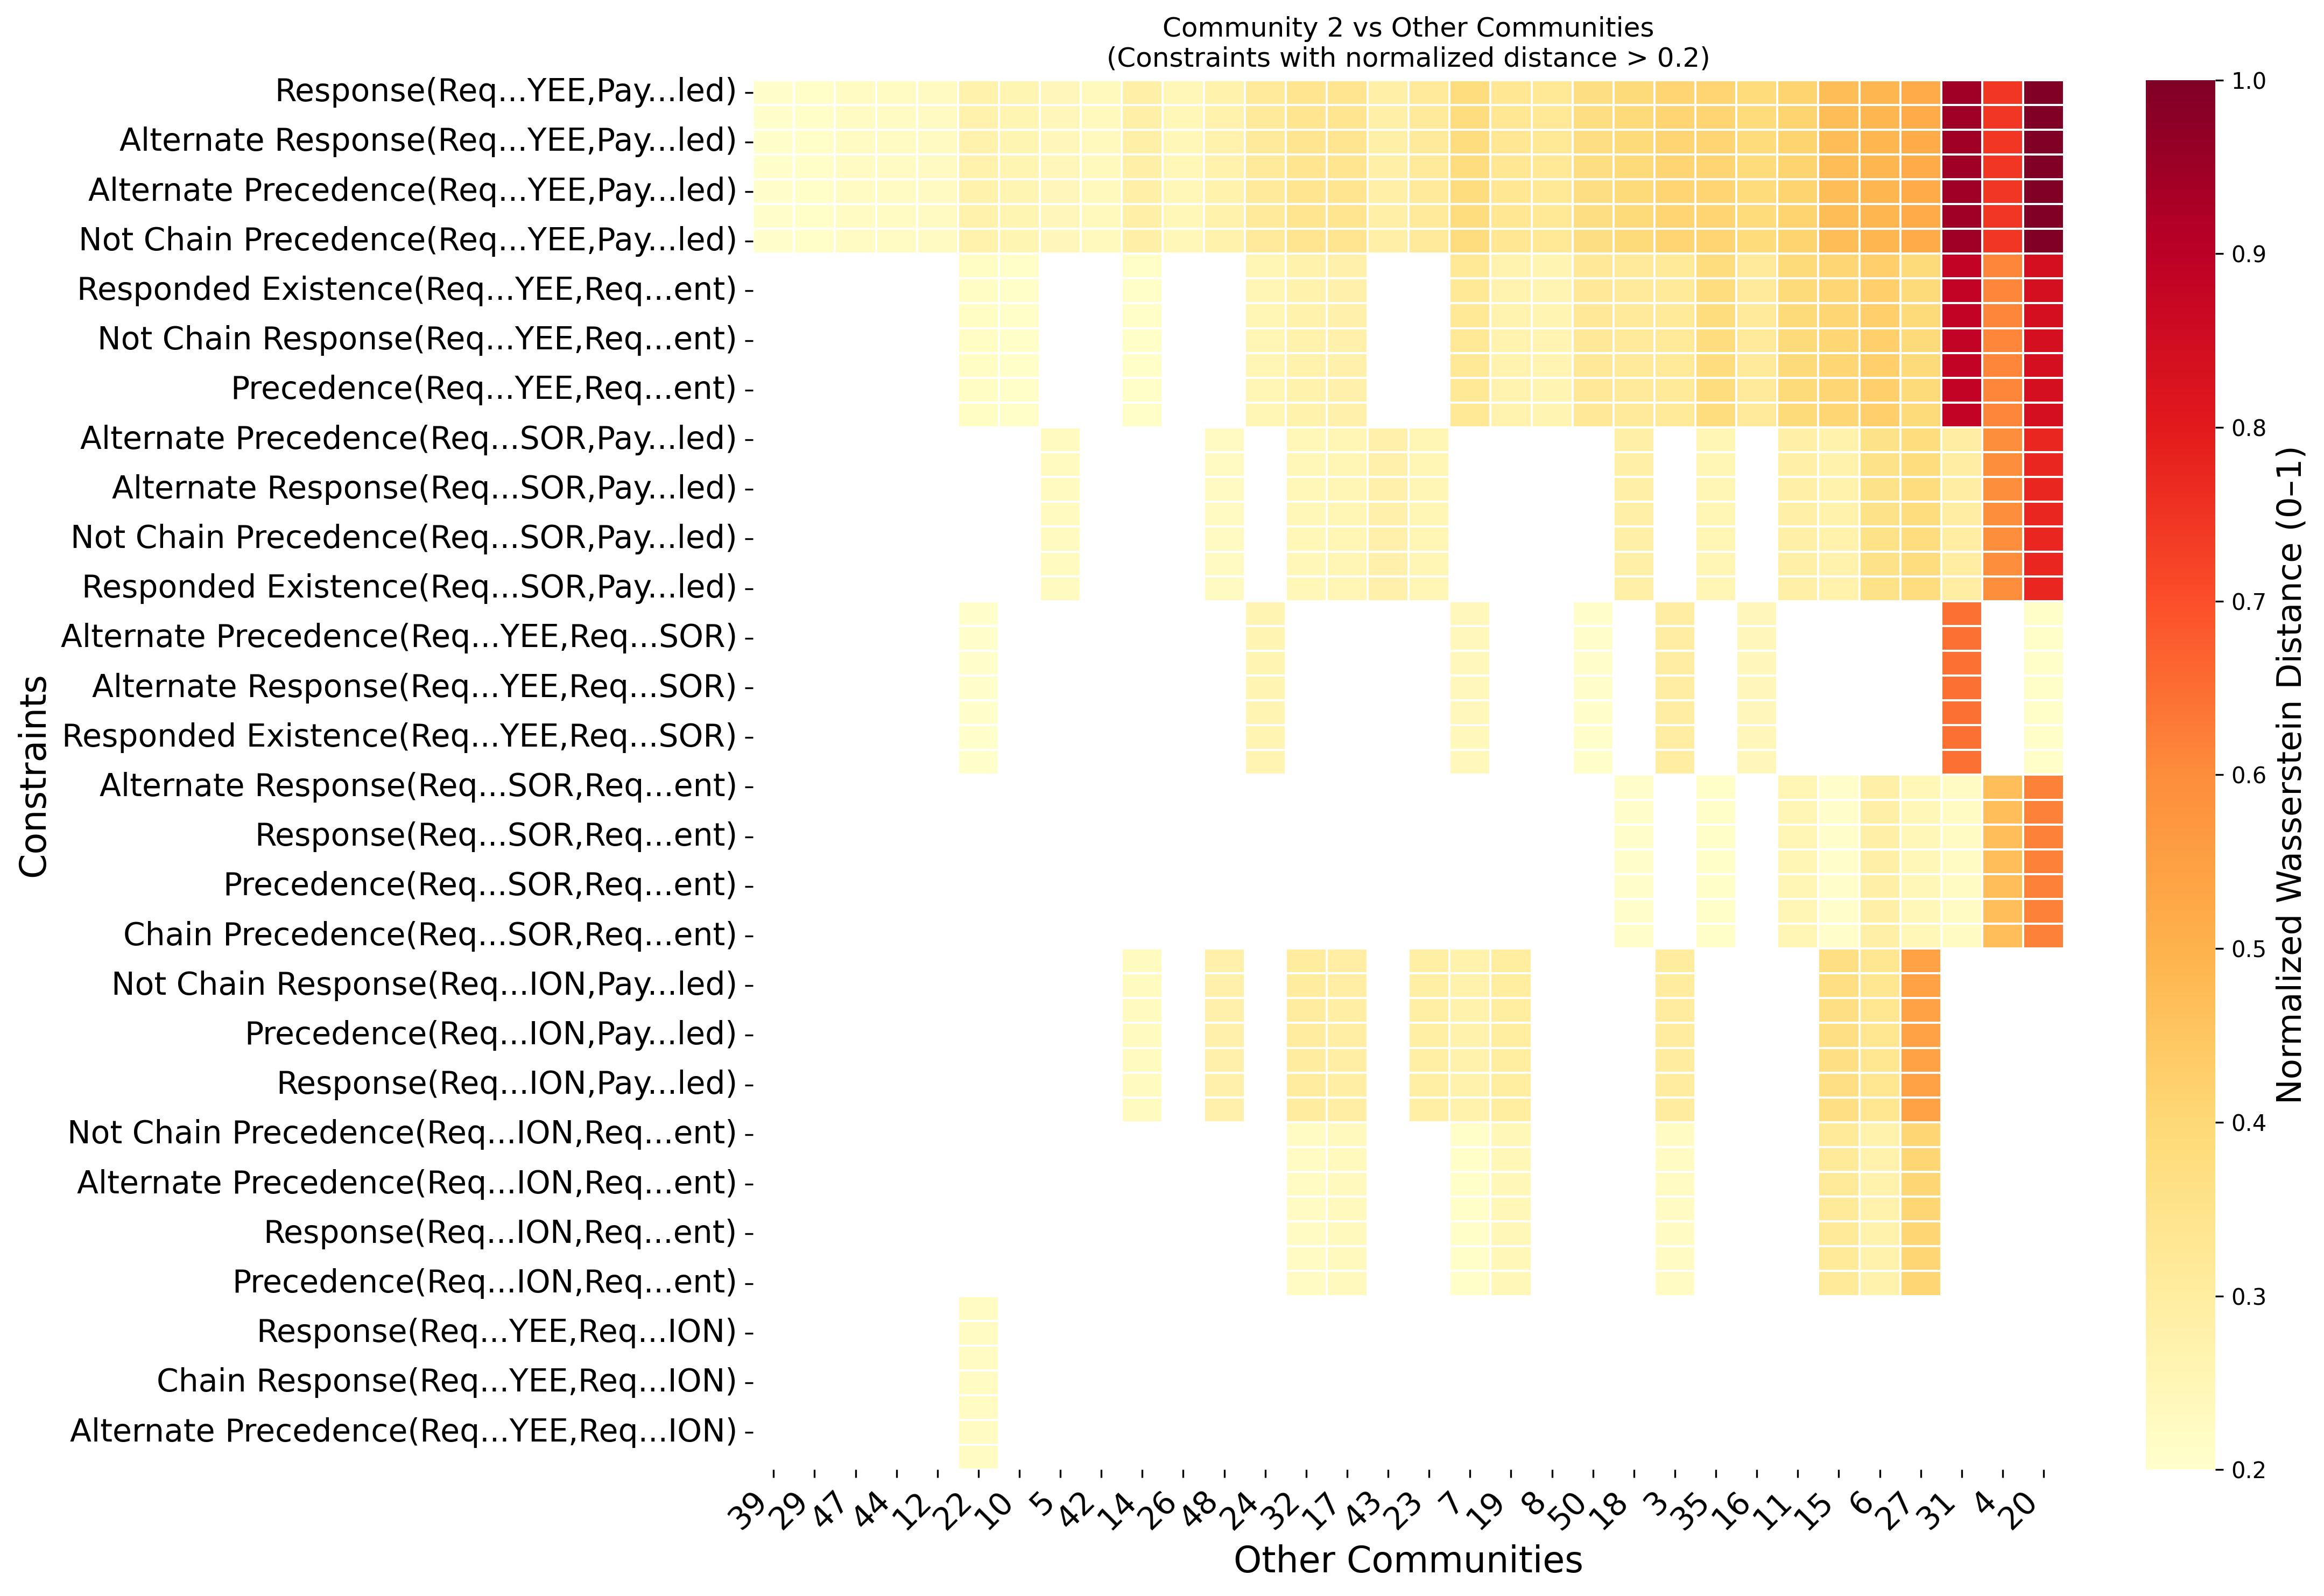 Community 2 vs Other Communities
(Constraints with normalized distance > 0.2)
Constraints
Response(Req...YEE,Pay...led)
Alternate Response(Req...YEE,Pay...led)
Alternate Precedence(Req...YEE,Pay...led)
Not Chain Precedence(Req...YEE,Pay...led)
Responded Existence(Req...YEE,Req...ent)
Not Chain Response(Req...YEE,Req...ent)
Precedence(Req...YEE,Req...ent)
Alternate Precedence(Req...SOR,Pay...led)
Alternate Response(Req...SOR,Pay...led)
Not Chain Precedence(Req...SOR,Pay...led)
Responded Existence(Req...SOR,Pay...led)
Alternate Precedence(Req...YEE,Req...SOR)
Alternate Response(Req...YEE,Req...SOR)
Responded Existence(Req...YEE,Req...SOR)
Alternate Response(Req...SOR,Req...ent)
Response(Req...SOR,Req...ent)
Precedence(Req...SOR,Req...ent)
Chain Precedence(Req...SOR,Req...ent)
Not Chain Response(Req...ION,Pay...led)
Precedence(Req...ION,Pay...led)
Response(Req...ION,Pay...led)
Not Chain Precedence(Req...ION,Req...ent)
Alternate Precedence(Req...ION,Req...ent)
Response(Req...ION,Req...ent)
Precedence(Req...ION,Req...ent)
Response(Req...YEE,Req...ION)
Chain Response(Req...YEE,Req...ION)
Alternate Precedence(Req...YEE,Req...ION)
39 29 47 44 12 22 10 5 42 14 26 48 24 32 17 43 23 7 19 8 50 18 3 35 16 11 15 6 27 31 4 20
Other Communities
1.0
0.9
0.8
0.7
0.6
0.5
0.4
0.3
0.2
Normalized Wasserstein Distance (0–1)